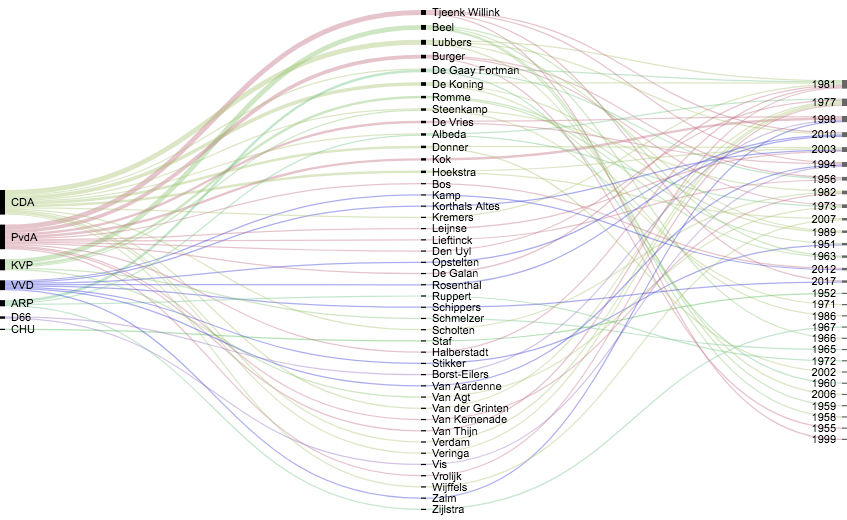 CDA
PvdA
KVP
VVD
ARP
D66
CHU
Tjeenk Willink
Beel
Lubbers
Burger
De Gaay Fortman
De Koning
Romme
Steenkamp
De Vries
Albeda
Donner
Kok
Hoekstra
Bos
Kamp
Korthals Altes
Kremers
Leijnse
Lieftinck
Den Uyl
Opstelten
De Galan
Rosenthal
Ruppert
Schippers
Schmelzer
Scholten
Staf
Halberstadt
Stikker
Borst-Eilers
Van Aardenne
Van Agt
Van der Grinten
Van Kemenade
Van Thijn
Verdam
Veringa
Vis
Vrolijk
Wijffels
Zalm
Zijlstra
1981
1977
1998
2010
2003
1994
1956
1982
1973
2007
1989
1951
1963
2012
2017
1952
1971
1986
1967
1966
1965
1972
2002
1960
2006
1959
1958
1955
1999